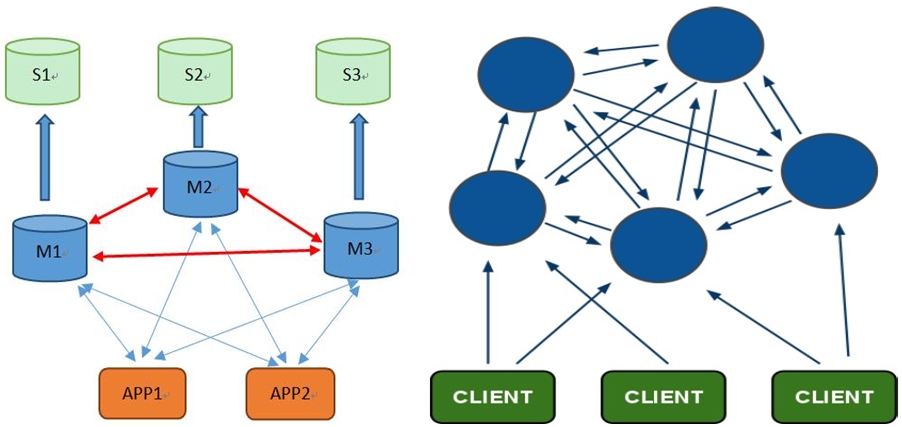 S1
S2
S3
M2
M1
M3
APP1
APP2
CLIENT
CLIENT
CLIENT